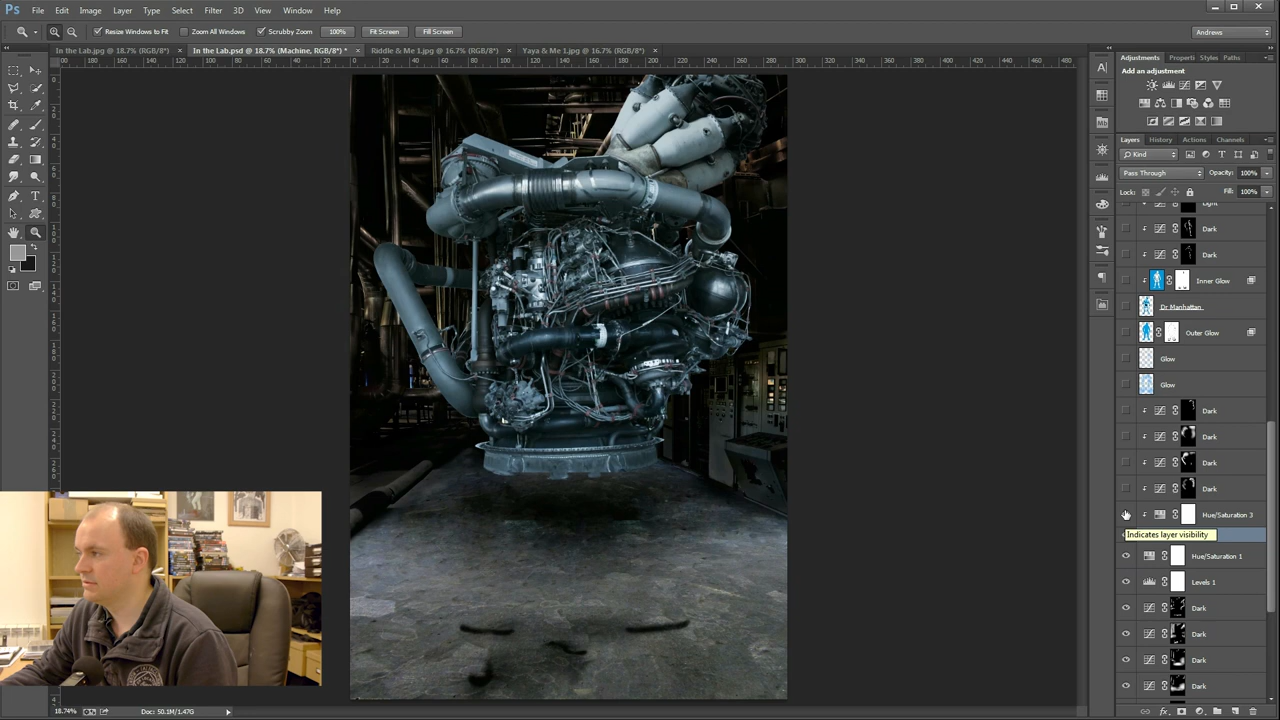 Ps File Edit Image Layer Type Select Filter 3D View Window Help
Resize Windows to Fit Zoom All Windows Scrubby Zoom 100% Fit Screen Fill Screen Andrews
In the Lab.jpg @ 18.7% (RGB/8*) × In the Lab.psd @ 18.7% (Machine, RGB/8*) * × Riddle & Me 1.jpg @ 16.7% (RGB/8*) × Yaya & Me 1.jpg @ 16.7% (RGB/8*) ×
Adjustments Properti Styles Paths
Add an adjustment
Layers History Actions Channels
Kind
Pass Through Opacity: 100%
Lock: Fill: 100%
Light
Dark
Dark
Inner Glow
Dr Manhattan
Outer Glow
Glow
Glow
Dark
Dark
Dark
Dark
Hue/Saturation 3
Indicates layer visibility
Hue/Saturation 1
Levels 1
Dark
Dark
Dark
Dark
18.74% Doc: 50.1M/1.47G